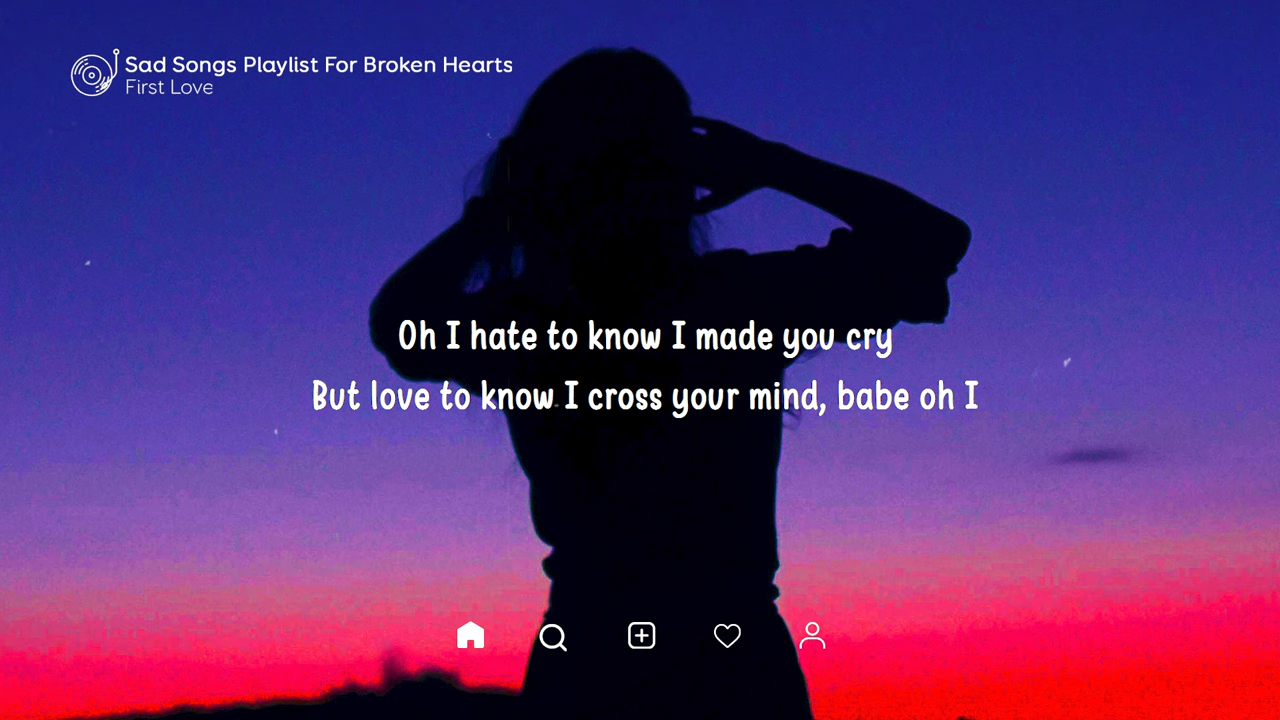 Sad Songs Playlist For Broken Hearts
First Love
Oh I hate to know I made you cry
But love to know I cross your mind, babe oh I